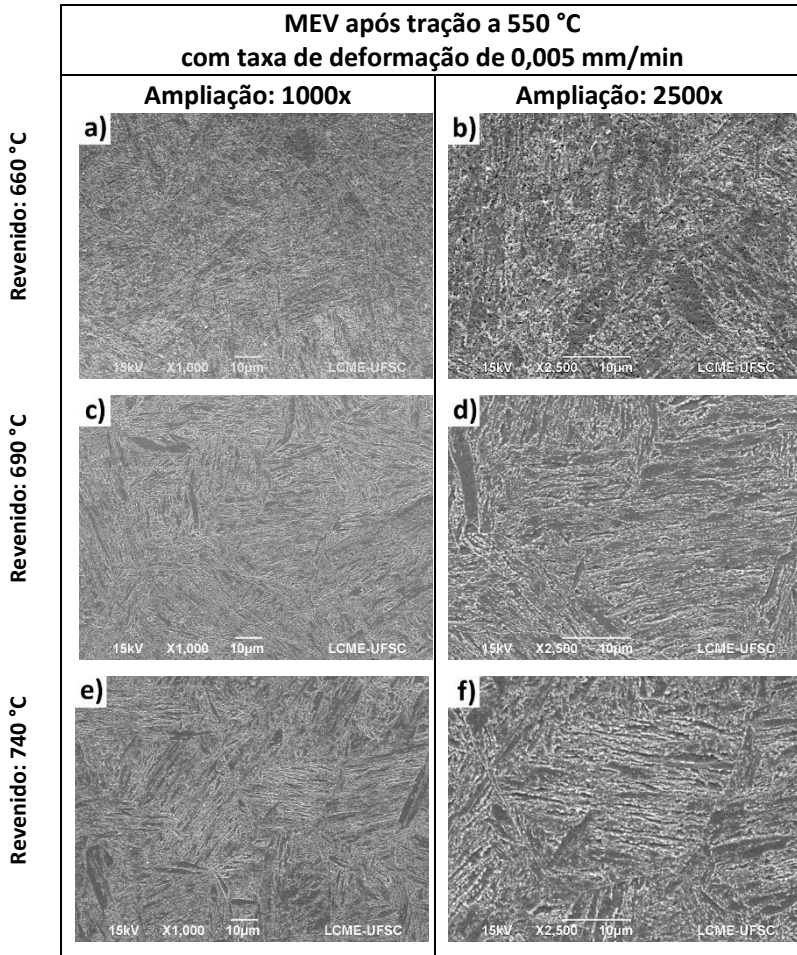 MEV após tração a 550 °C
com taxa de deformação de 0,005 mm/min
Ampliação: 1000x
Ampliação: 2500x
Revenido: 660 °C
a)
15kV X1,000 10µm LCME-UFSC
b)
15kV X2,500 10µm LCME-UFSC
Revenido: 690 °C
c)
15kV X1,000 10µm LCME-UFSC
d)
15kV X2,500 10µm LCME-UFSC
Revenido: 740 °C
e)
15kV X1,000 10µm LCME-UFSC
f)
15kV X2,500 10µm LCME-UFSC